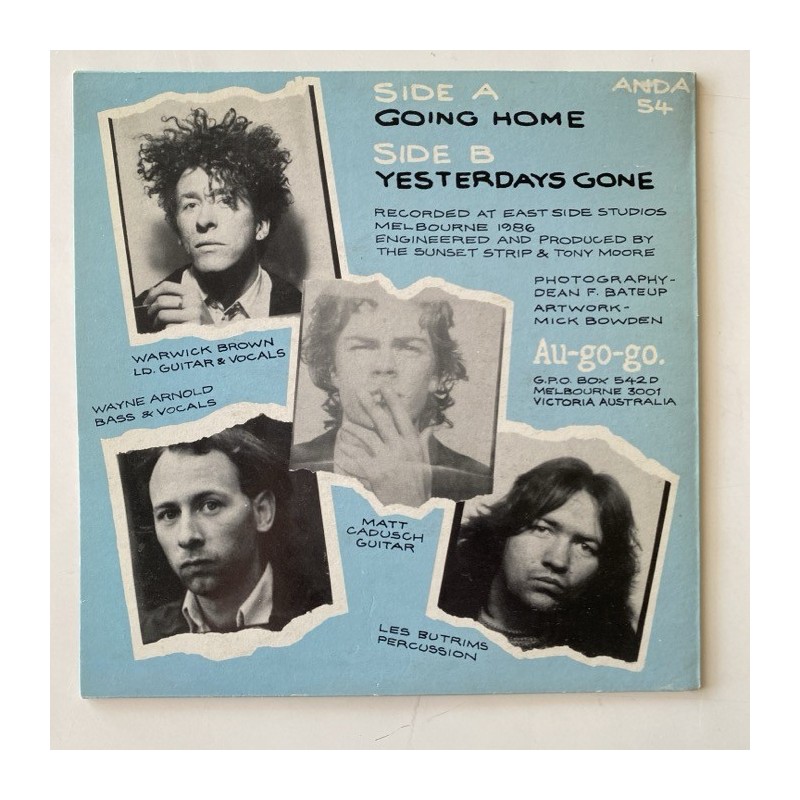 SIDE A
GOING HOME
SIDE B
YESTERDAYS GONE
ANDA
54
RECORDED AT EAST SIDE STUDIOS
MELBOURNE 1986
ENGINEERED AND PRODUCED BY
THE SUNSET STRIP & TONY MOORE
PHOTOGRAPHY-
DEAN F. BATEUP
ARTWORK-
MICK BOWDEN
Au-go-go.
G.P.O. BOX 542D
MELBOURNE 3001
VICTORIA AUSTRALIA
WARWICK BROWN
LD. GUITAR & VOCALS
WAYNE ARNOLD
BASS & VOCALS
MATT
CADUSCH
GUITAR
LES BUTRIMS
PERCUSSION